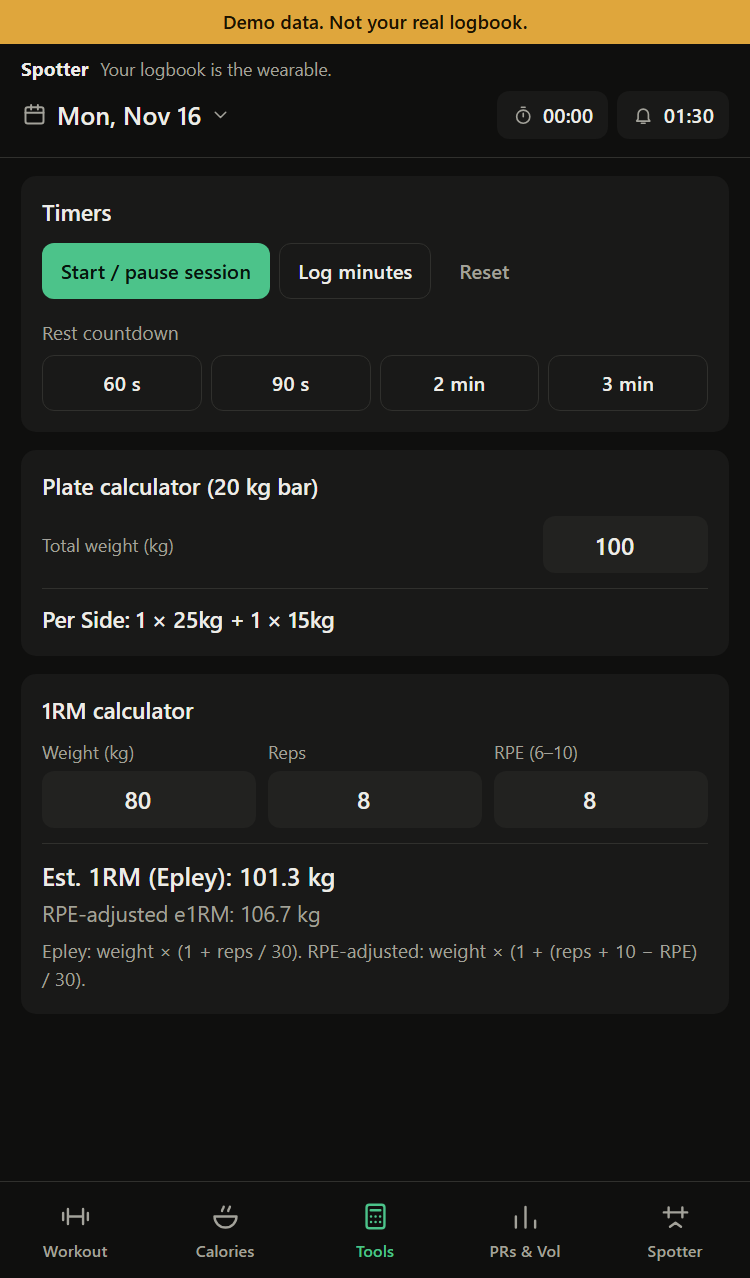 Demo data. Not your real logbook.
Spotter Your logbook is the wearable.
Mon, Nov 16 00:00 01:30
Timers
Start / pause session Log minutes Reset
Rest countdown
60 s 90 s 2 min 3 min
Plate calculator (20 kg bar)
Total weight (kg) 100
Per Side: 1 × 25kg + 1 × 15kg
1RM calculator
Weight (kg) Reps RPE (6–10)
80 8 8
Est. 1RM (Epley): 101.3 kg
RPE-adjusted e1RM: 106.7 kg
Epley: weight × (1 + reps / 30). RPE-adjusted: weight × (1 + (reps + 10 − RPE)
/ 30).
Workout Calories Tools PRs & Vol Spotter